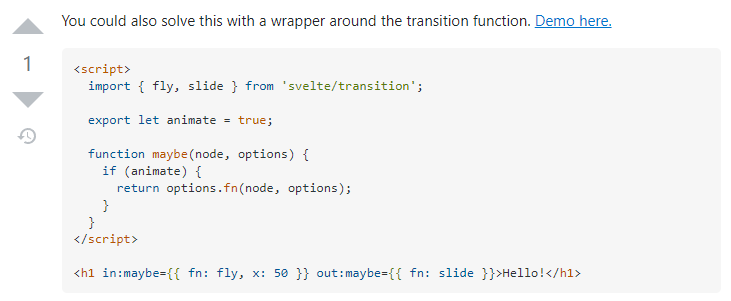 You could also solve this with a wrapper around the transition function. Demo here.
1
<script>
  import { fly, slide } from 'svelte/transition';

  export let animate = true;

  function maybe(node, options) {
    if (animate) {
      return options.fn(node, options);
    }
  }
</script>

<h1 in:maybe={{ fn: fly, x: 50 }} out:maybe={{ fn: slide }}>Hello!</h1>